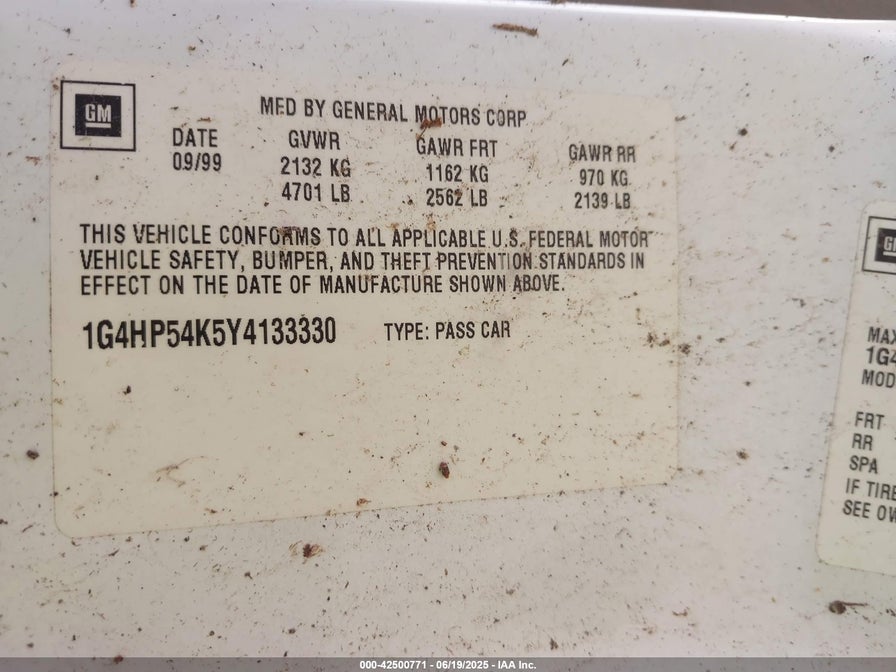 GM
MFD BY GENERAL MOTORS CORP
DATE GVWR GAWR FRT GAWR RR
09/99 2132 KG 1162 KG 970 KG
4701 LB 2562 LB 2139 LB
THIS VEHICLE CONFORMS TO ALL APPLICABLE U.S. FEDERAL MOTOR
VEHICLE SAFETY, BUMPER, AND THEFT PREVENTION STANDARDS IN
EFFECT ON THE DATE OF MANUFACTURE SHOWN ABOVE.
1G4HP54K5Y4133330 TYPE: PASS CAR
MAX
1G4
MOD
FRT
RR
SPA
IF TIRE
SEE OW
000-42500771 - 06/19/2025 - IAA Inc.